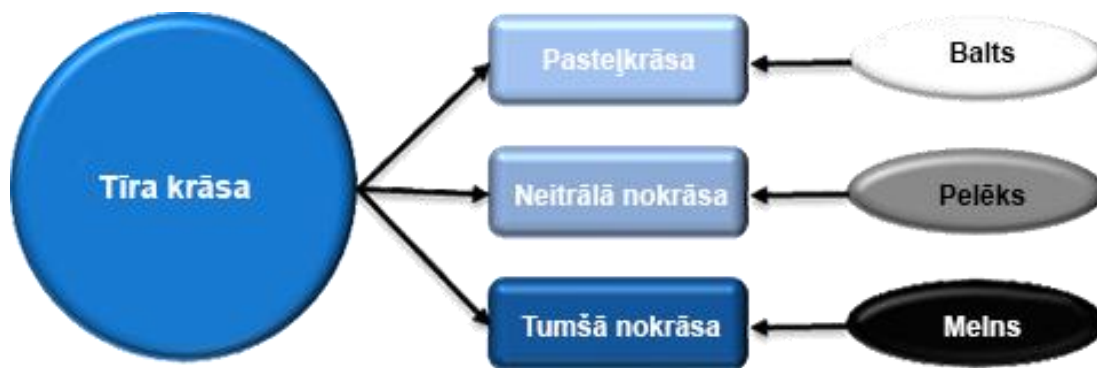 Tīra krāsa
Pasteļkrāsa
Balts
Neitrālā nokrāsa
Pelēks
Tumšā nokrāsa
Melns